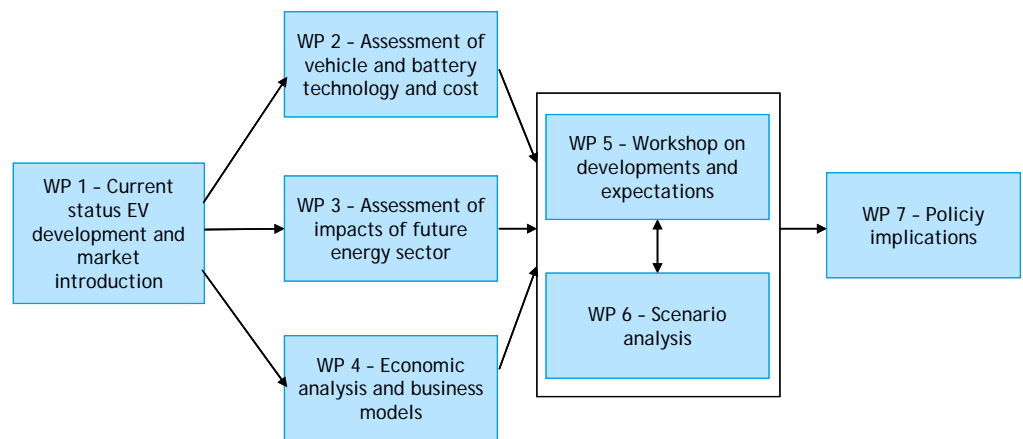 WP 1 – Current
status EV
development and
market
introduction
WP 2 – Assessment of
vehicle and battery
technology and cost
WP 3 – Assessment of
impacts of future
energy sector
WP 4 – Economic
analysis and business
models
WP 5 – Workshop on
developments and
expectations
WP 6 – Scenario
analysis
WP 7 – Policiy
implications